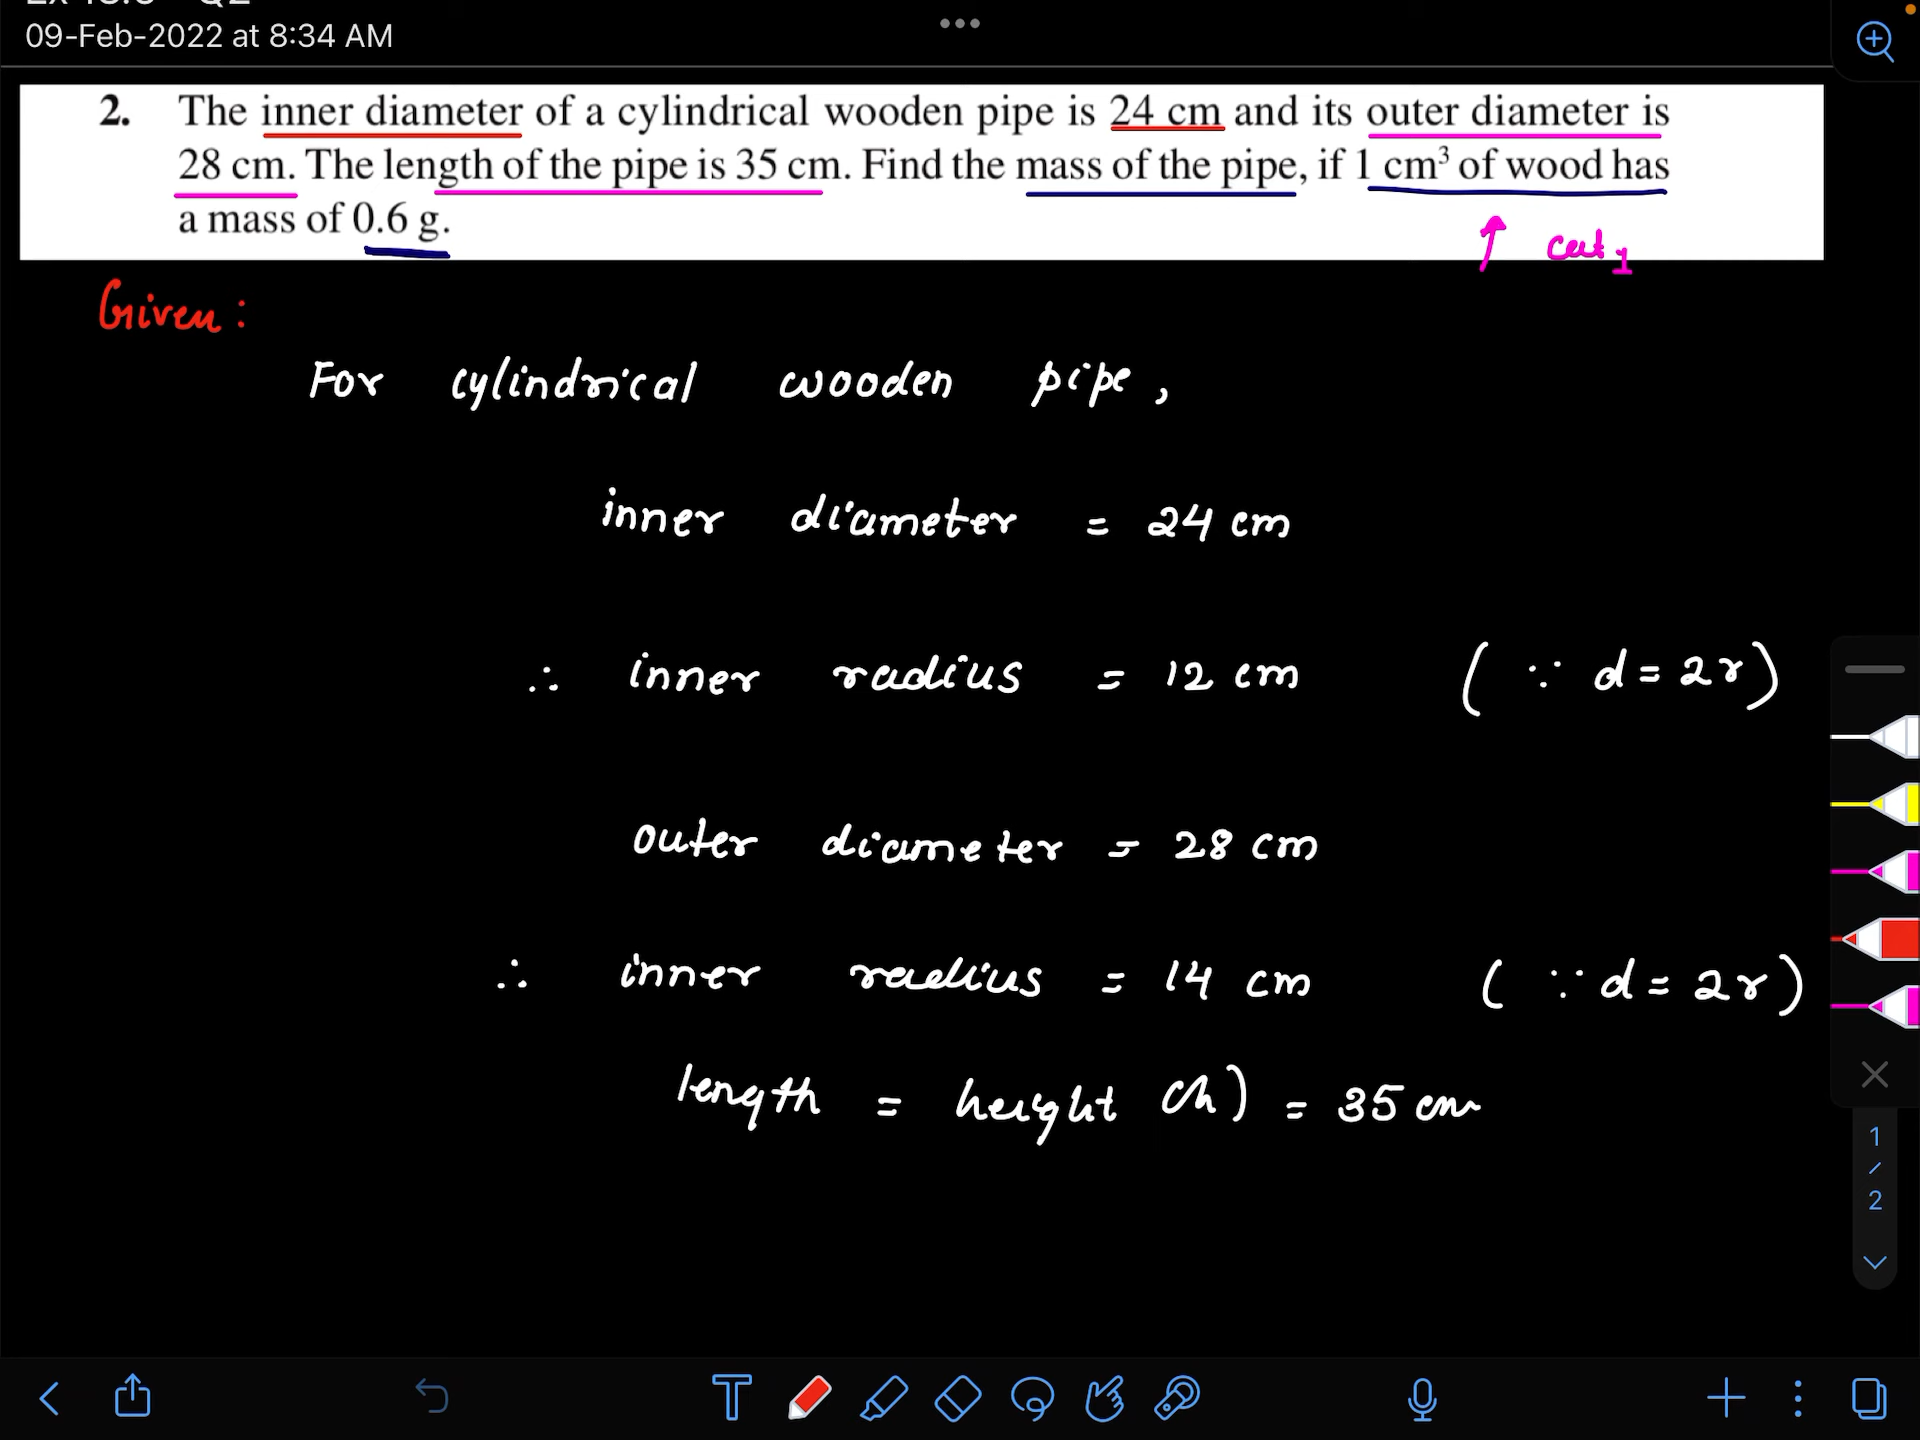 09-Feb-2022 at 8:34 AM
2. The inner diameter of a cylindrical wooden pipe is 24 cm and its outer diameter is
28 cm. The length of the pipe is 35 cm. Find the mass of the pipe, if 1 cm³ of wood has
a mass of 0.6 g.
Given :
For cylindrical wooden pipe,
inner diameter = 24 cm
∴ inner radius = 12 cm (∵ d = 2r)
outer diameter = 28 cm
∴ inner radius = 14 cm (∵ d = 2r)
length = height (h) = 35 cm
1
/
2